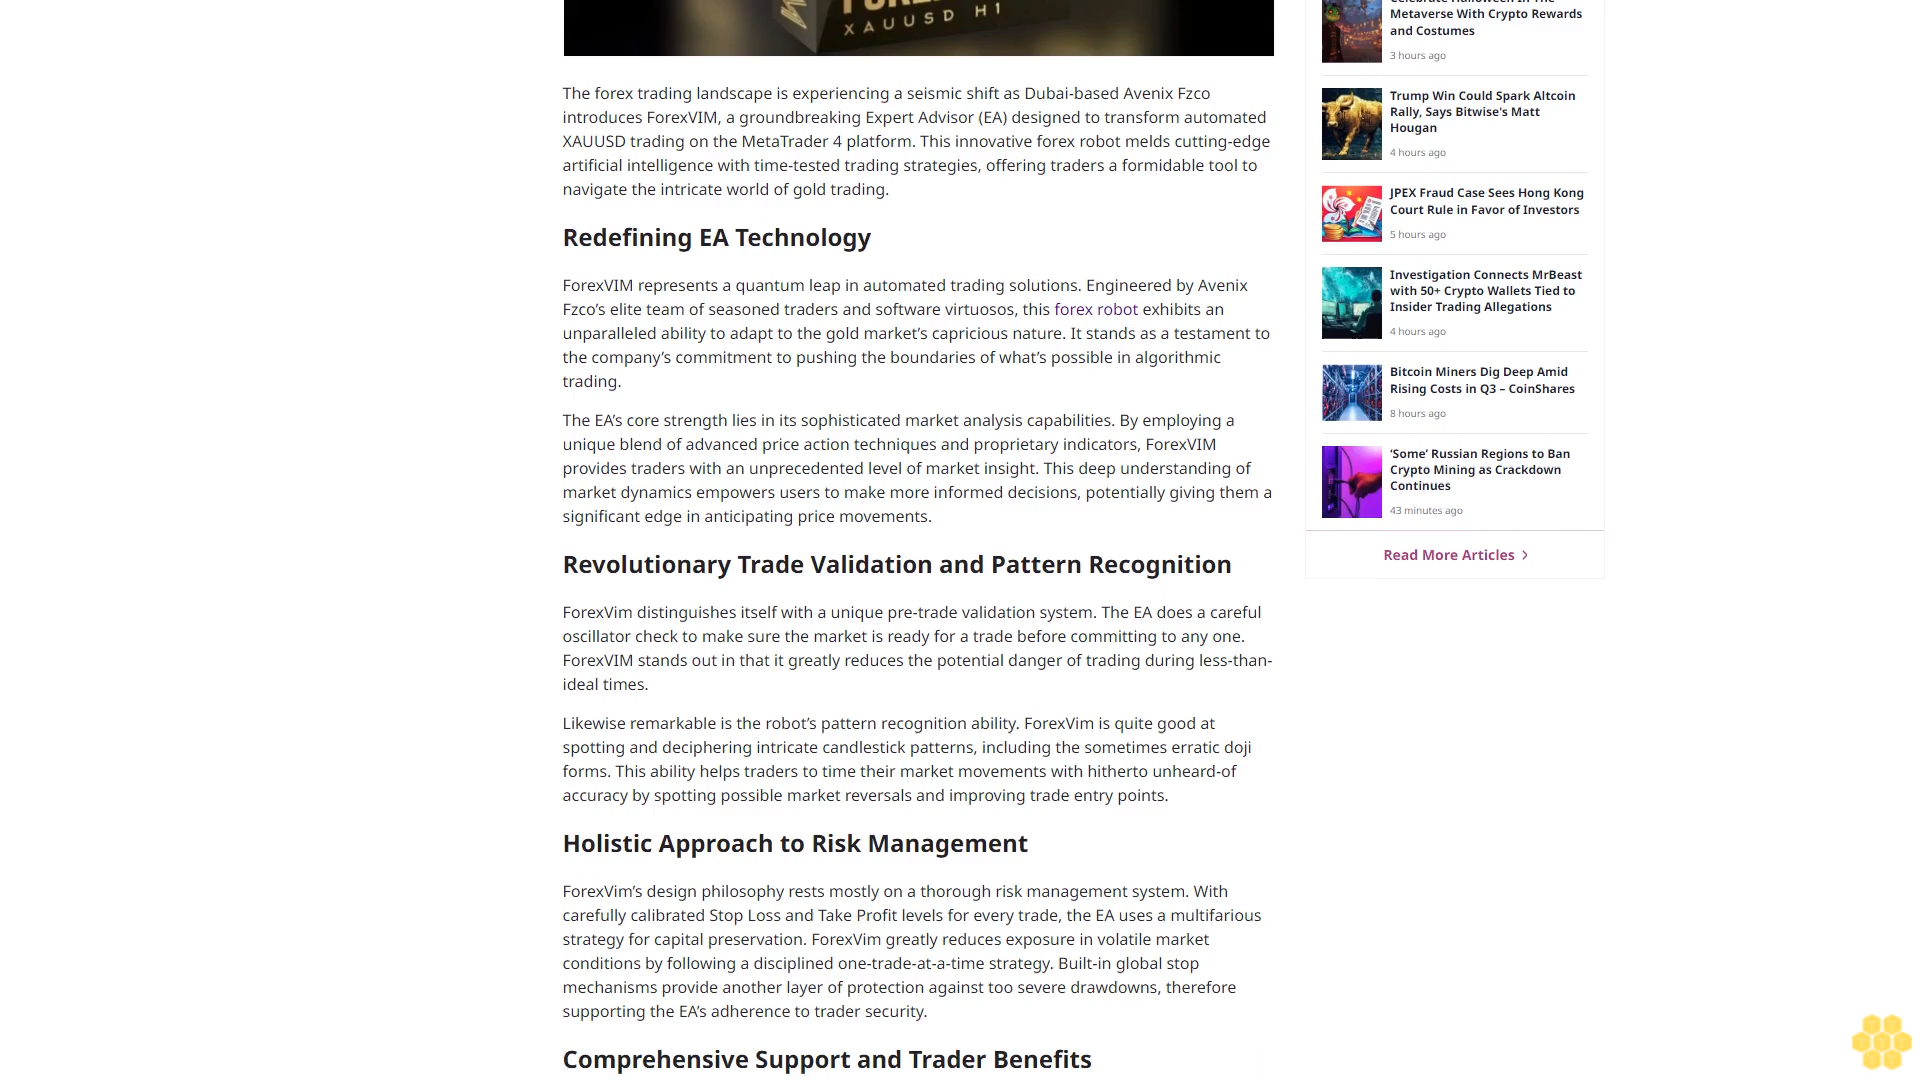 XAUUSD H1
The forex trading landscape is experiencing a seismic shift as Dubai-based Avenix Fzco
introduces ForexVIM, a groundbreaking Expert Advisor (EA) designed to transform automated
XAUUSD trading on the MetaTrader 4 platform. This innovative forex robot melds cutting-edge
artificial intelligence with time-tested trading strategies, offering traders a formidable tool to
navigate the intricate world of gold trading.
Redefining EA Technology
ForexVIM represents a quantum leap in automated trading solutions. Engineered by Avenix
Fzco’s elite team of seasoned traders and software virtuosos, this forex robot exhibits an
unparalleled ability to adapt to the gold market’s capricious nature. It stands as a testament to
the company’s commitment to pushing the boundaries of what’s possible in algorithmic
trading.
The EA’s core strength lies in its sophisticated market analysis capabilities. By employing a
unique blend of advanced price action techniques and proprietary indicators, ForexVIM
provides traders with an unprecedented level of market insight. This deep understanding of
market dynamics empowers users to make more informed decisions, potentially giving them a
significant edge in anticipating price movements.
Revolutionary Trade Validation and Pattern Recognition
ForexVim distinguishes itself with a unique pre-trade validation system. The EA does a careful
oscillator check to make sure the market is ready for a trade before committing to any one.
ForexVIM stands out in that it greatly reduces the potential danger of trading during less-than-
ideal times.
Likewise remarkable is the robot’s pattern recognition ability. ForexVim is quite good at
spotting and deciphering intricate candlestick patterns, including the sometimes erratic doji
forms. This ability helps traders to time their market movements with hitherto unheard-of
accuracy by spotting possible market reversals and improving trade entry points.
Holistic Approach to Risk Management
ForexVim’s design philosophy rests mostly on a thorough risk management system. With
carefully calibrated Stop Loss and Take Profit levels for every trade, the EA uses a multifarious
strategy for capital preservation. ForexVim greatly reduces exposure in volatile market
conditions by following a disciplined one-trade-at-a-time strategy. Built-in global stop
mechanisms provide another layer of protection against too severe drawdowns, therefore
supporting the EA’s adherence to trader security.
Comprehensive Support and Trader Benefits
Celebrate Halloween In The
Metaverse With Crypto Rewards
and Costumes
3 hours ago
Trump Win Could Spark Altcoin
Rally, Says Bitwise's Matt
Hougan
4 hours ago
JPEX Fraud Case Sees Hong Kong
Court Rule in Favor of Investors
5 hours ago
Investigation Connects MrBeast
with 50+ Crypto Wallets Tied to
Insider Trading Allegations
4 hours ago
Bitcoin Miners Dig Deep Amid
Rising Costs in Q3 – CoinShares
8 hours ago
‘Some’ Russian Regions to Ban
Crypto Mining as Crackdown
Continues
43 minutes ago
Read More Articles